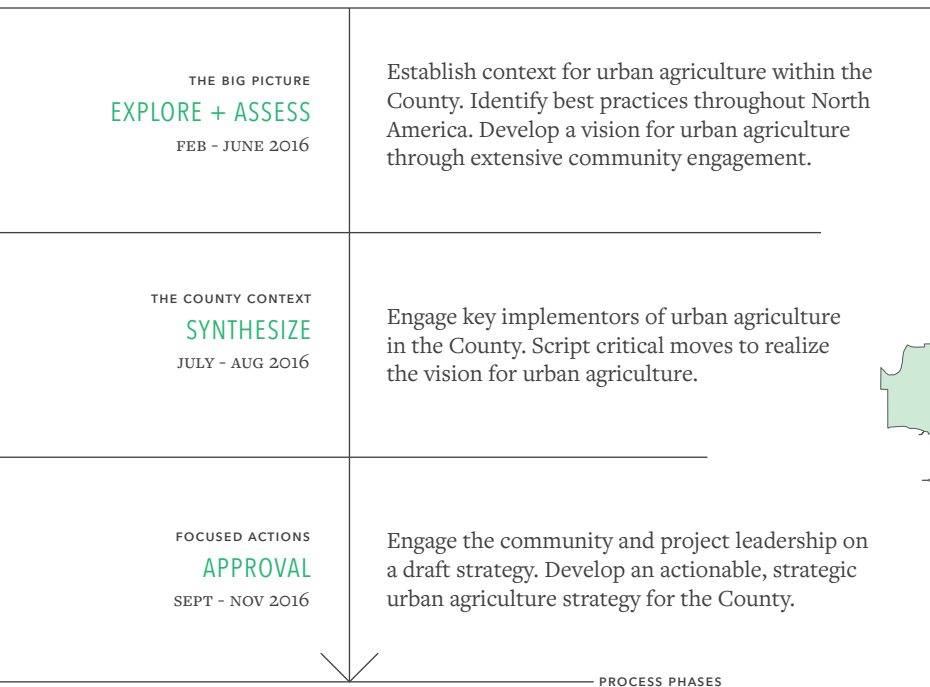 THE BIG PICTURE
EXPLORE + ASSESS
FEB - JUNE 2016
Establish context for urban agriculture within the
County. Identify best practices throughout North
America. Develop a vision for urban agriculture
through extensive community engagement.
THE COUNTY CONTEXT
SYNTHESIZE
JULY - AUG 2016
Engage key implementors of urban agriculture
in the County. Script critical moves to realize
the vision for urban agriculture.
FOCUSED ACTIONS
APPROVAL
SEPT - NOV 2016
Engage the community and project leadership on
a draft strategy. Develop an actionable, strategic
urban agriculture strategy for the County.
PROCESS PHASES